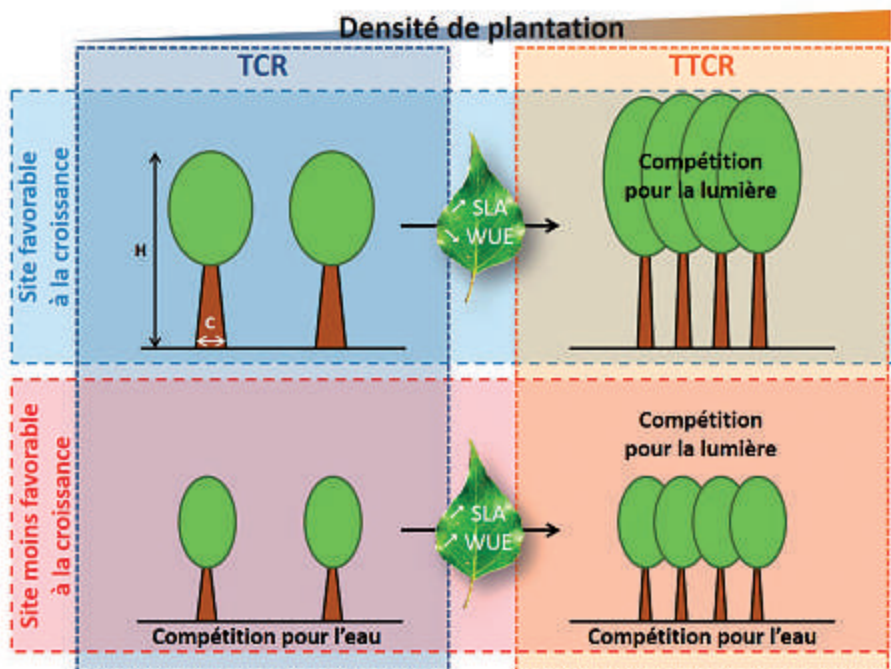 Densité de plantation
TCR
TTCR
Site favorable
à la croissance
H
C
↗ SLA
↘ WUE
Compétition
pour la lumière
Site moins favorable
à la croissance
↗ SLA
↗ WUE
Compétition
pour la lumière
Compétition pour l'eau
Compétition pour l'eau